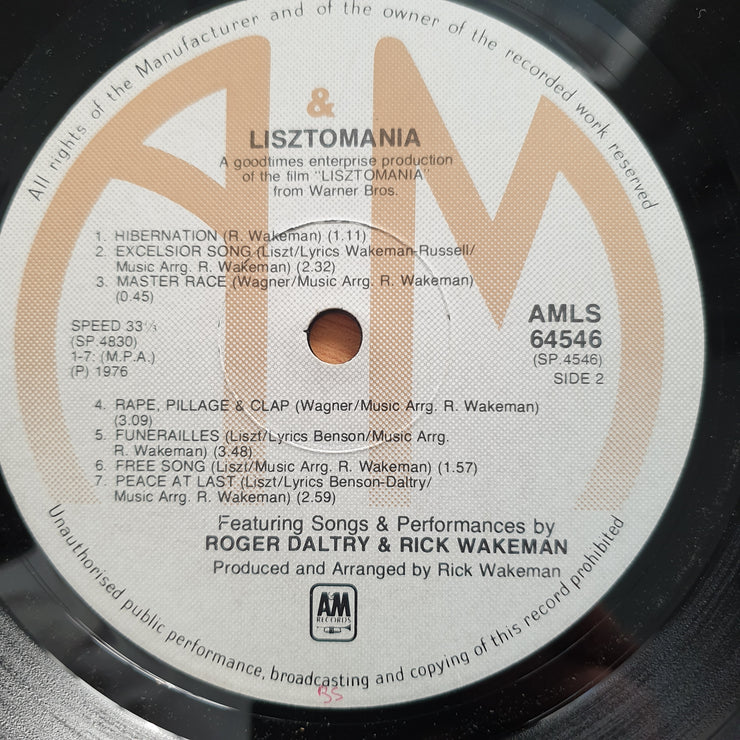 All rights of the Manufacturer and of the owner of the recorded work reserved
&
LISZTOMANIA
A goodtimes enterprise production
of the film "LISZTOMANIA"
from Warner Bros.
1. HIBERNATION (R. Wakeman) (1.11)
2. EXCELSIOR SONG (Liszt/Lyrics Wakeman-Russell/
Music Arrg. R. Wakeman) (2.32)
3. MASTER RACE (Wagner/Music Arrg. R. Wakeman)
(0.45)
SPEED 33⅓
(SP.4830)
1-7: (M.P.A.)
(P) 1976
AMLS
64546
(SP.4546)
SIDE 2
4. RAPE, PILLAGE & CLAP (Wagner/Music Arrg. R. Wakeman)
(3.09)
5. FUNERAILLES (Liszt/Lyrics Benson/Music Arrg.
R. Wakeman) (3.48)
6. FREE SONG (Liszt/Music Arrg. R. Wakeman) (1.57)
7. PEACE AT LAST (Liszt/Lyrics Benson-Daltry/
Music Arrg. R. Wakeman) (2.59)
Featuring Songs & Performances by
ROGER DALTRY & RICK WAKEMAN
Produced and Arranged by Rick Wakeman
AM
RECORDS
Unauthorised public performance, broadcasting and copying of this record prohibited
BS